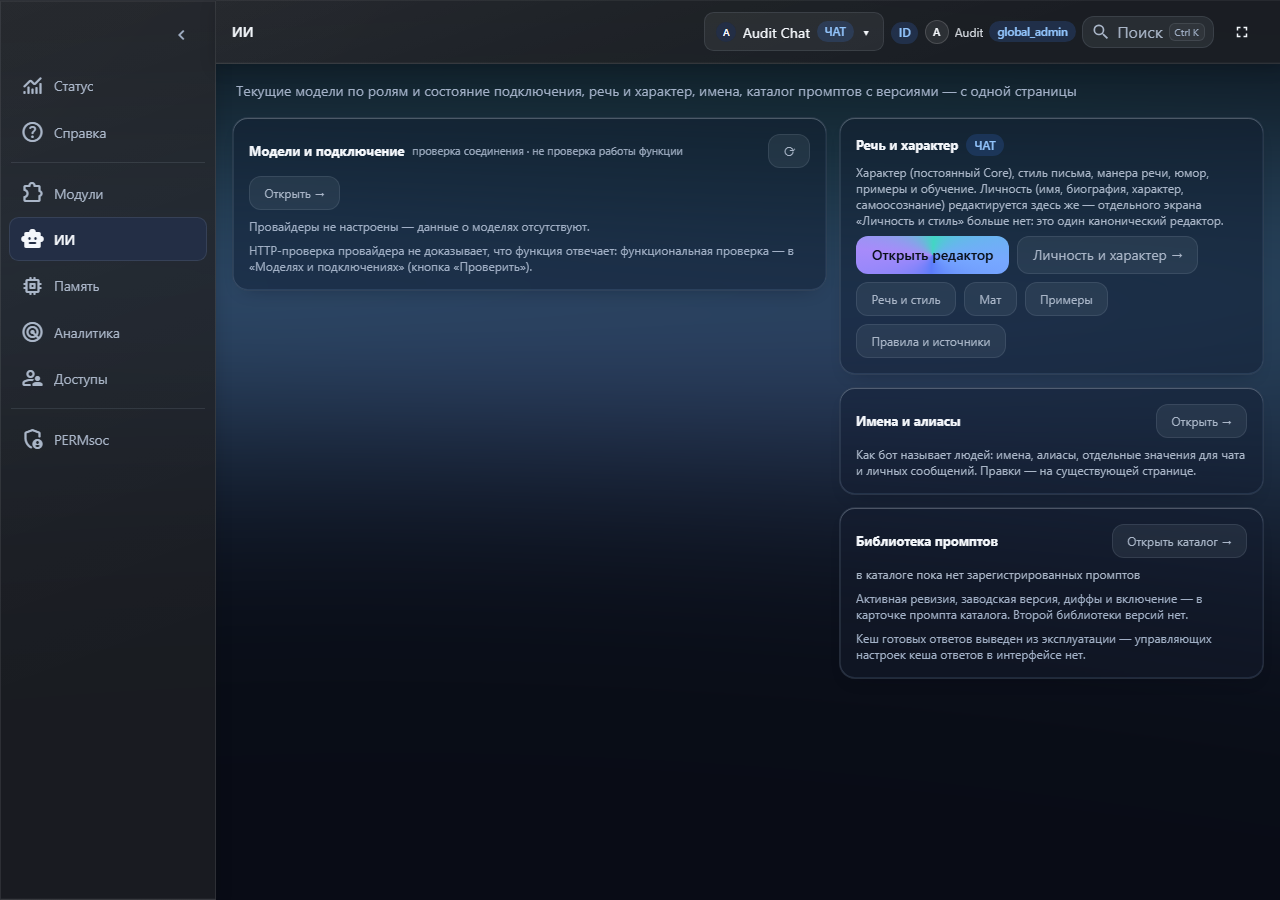 ИИ
A Audit Chat ЧАТ ▾
ID
A Audit global_admin
Поиск Ctrl K
Статус
Справка
Модули
ИИ
Память
Аналитика
Доступы
PERMsoc
Текущие модели по ролям и состояние подключения, речь и характер, имена, каталог промптов с версиями — с одной страницы
Модели и подключение проверка соединения · не проверка работы функции
Открыть →
Провайдеры не настроены — данные о моделях отсутствуют.
HTTP-проверка провайдера не доказывает, что функция отвечает: функциональная проверка — в
«Моделях и подключениях» (кнопка «Проверить»).
Речь и характер ЧАТ
Характер (постоянный Core), стиль письма, манера речи, юмор,
примеры и обучение. Личность (имя, биография, характер,
самоосознание) редактируется здесь же — отдельного экрана
«Личность и стиль» больше нет: это один канонический редактор.
Открыть редактор
Личность и характер →
Речь и стиль
Мат
Примеры
Правила и источники
Имена и алиасы
Открыть →
Как бот называет людей: имена, алиасы, отдельные значения для чата
и личных сообщений. Правки — на существующей странице.
Библиотека промптов
Открыть каталог →
в каталоге пока нет зарегистрированных промптов
Активная ревизия, заводская версия, диффы и включение — в
карточке промпта каталога. Второй библиотеки версий нет.
Кеш готовых ответов выведен из эксплуатации — управляющих
настроек кеша ответов в интерфейсе нет.